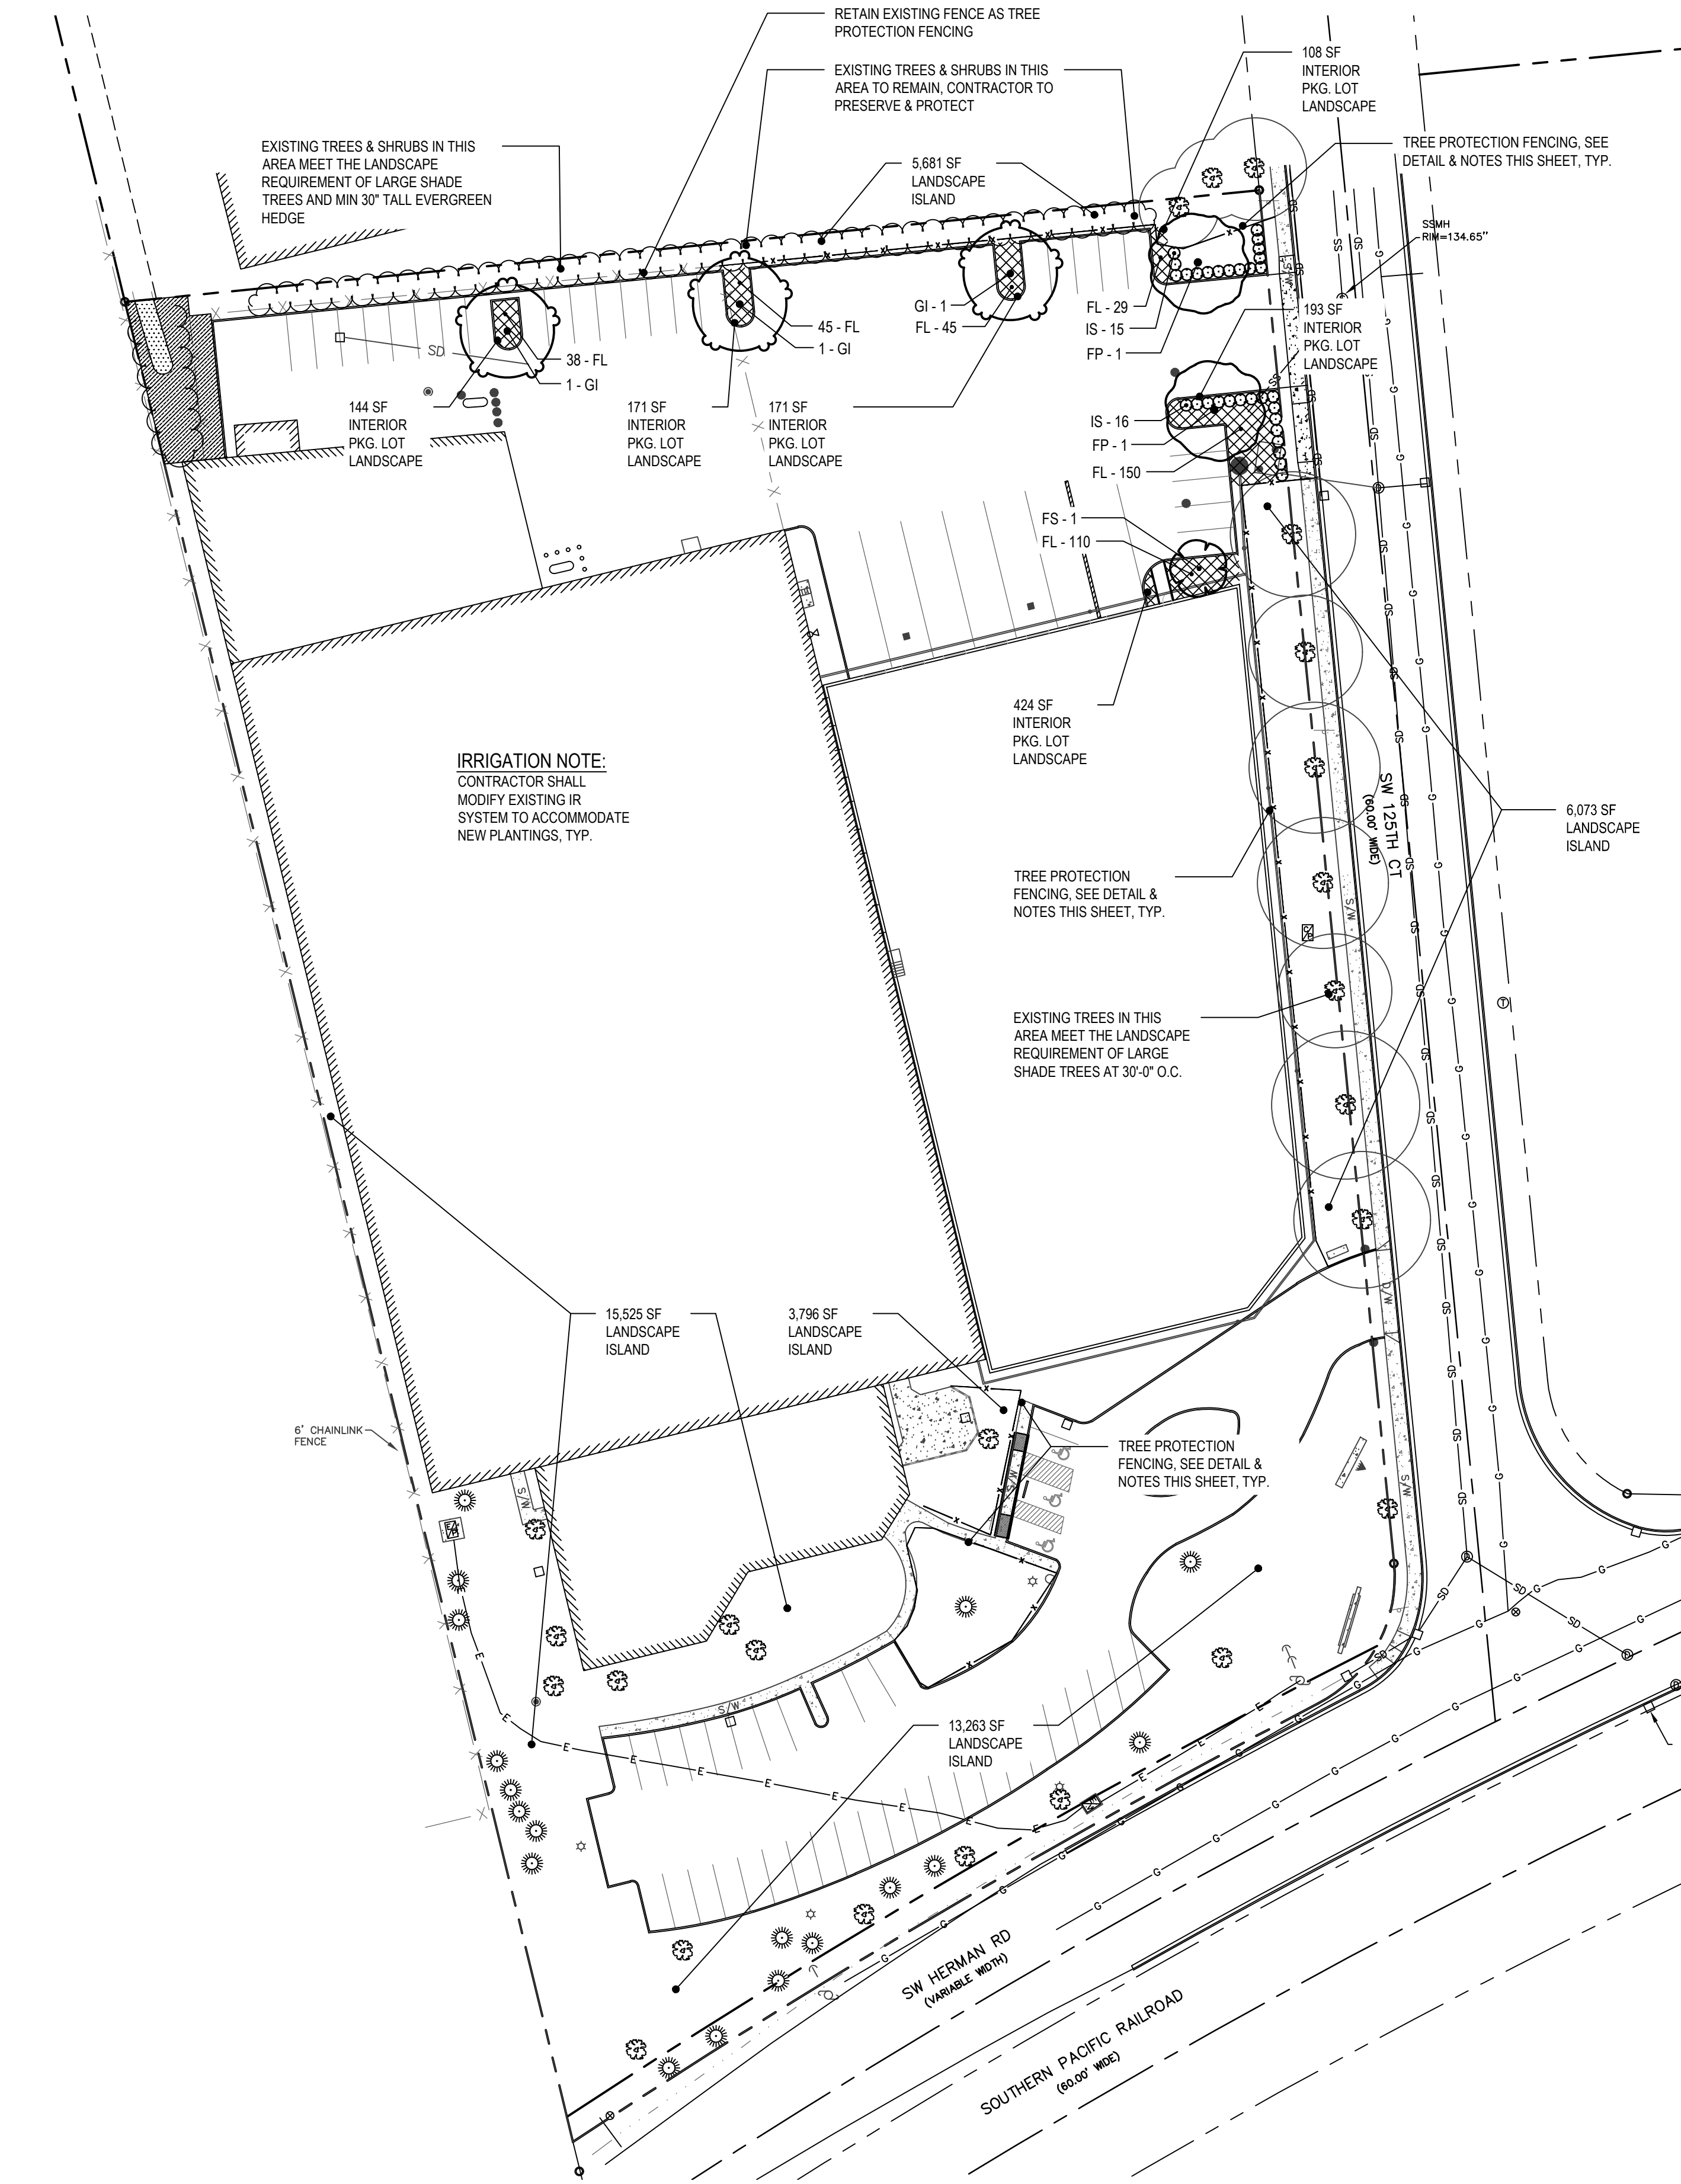 RETAIN EXISTING FENCE AS TREE
PROTECTION FENCING
EXISTING TREES & SHRUBS IN THIS
AREA TO REMAIN, CONTRACTOR TO
PRESERVE & PROTECT
108 SF
INTERIOR
PKG. LOT
LANDSCAPE
TREE PROTECTION FENCING, SEE
DETAIL & NOTES THIS SHEET, TYP.
EXISTING TREES & SHRUBS IN THIS
AREA MEET THE LANDSCAPE
REQUIREMENT OF LARGE SHADE
TREES AND MIN 30" TALL EVERGREEN
HEDGE
5,681 SF
LANDSCAPE
ISLAND
SSMH
RIM=134.65"
GI - 1
FL - 45
FL - 29
IS - 15
FP - 1
193 SF
INTERIOR
PKG. LOT
LANDSCAPE
45 - FL
1 - GI
38 - FL
1 - GI
SD
144 SF
INTERIOR
PKG. LOT
LANDSCAPE
171 SF
INTERIOR
PKG. LOT
LANDSCAPE
171 SF
INTERIOR
PKG. LOT
LANDSCAPE
IS - 16
FP - 1
FL - 150
FS - 1
FL - 110
424 SF
INTERIOR
PKG. LOT
LANDSCAPE
IRRIGATION NOTE:
CONTRACTOR SHALL
MODIFY EXISTING IR
SYSTEM TO ACCOMMODATE
NEW PLANTINGS, TYP.
SW 125TH CT
(60.00' WIDE)
6,073 SF
LANDSCAPE
ISLAND
TREE PROTECTION
FENCING, SEE DETAIL &
NOTES THIS SHEET, TYP.
S/W
EXISTING TREES IN THIS
AREA MEET THE LANDSCAPE
REQUIREMENT OF LARGE
SHADE TREES AT 30'-0" O.C.
D/W
15,525 SF
LANDSCAPE
ISLAND
3,796 SF
LANDSCAPE
ISLAND
6' CHAINLINK
FENCE
TREE PROTECTION
FENCING, SEE DETAIL &
NOTES THIS SHEET, TYP.
S/W
S/W
S/W
S/W
13,263 SF
LANDSCAPE
ISLAND
SW HERMAN RD
(VARIABLE WIDTH)
SOUTHERN PACIFIC RAILROAD
(60.00' WIDE)